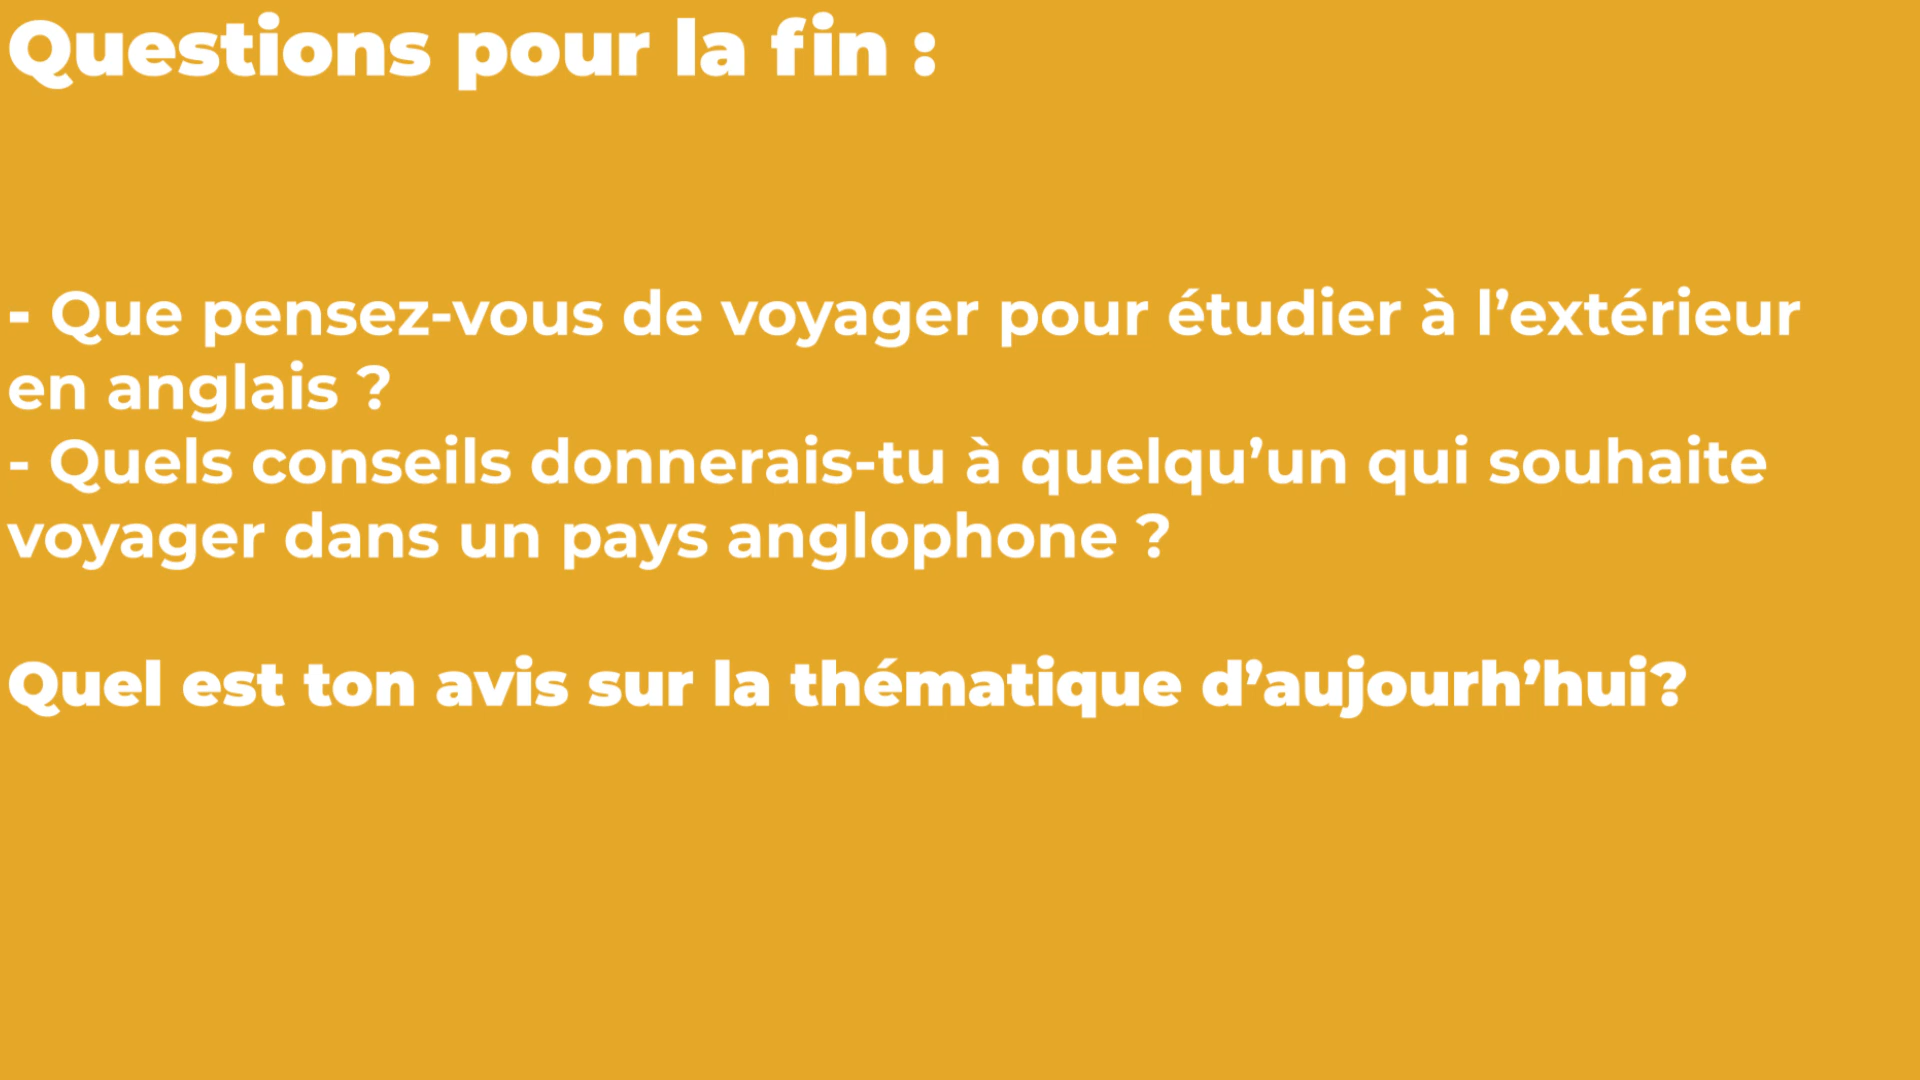 Questions pour la fin :
- Que pensez-vous de voyager pour étudier à l’extérieur
en anglais ?
- Quels conseils donnerais-tu à quelqu’un qui souhaite
voyager dans un pays anglophone ?
Quel est ton avis sur la thématique d’aujourh’hui?